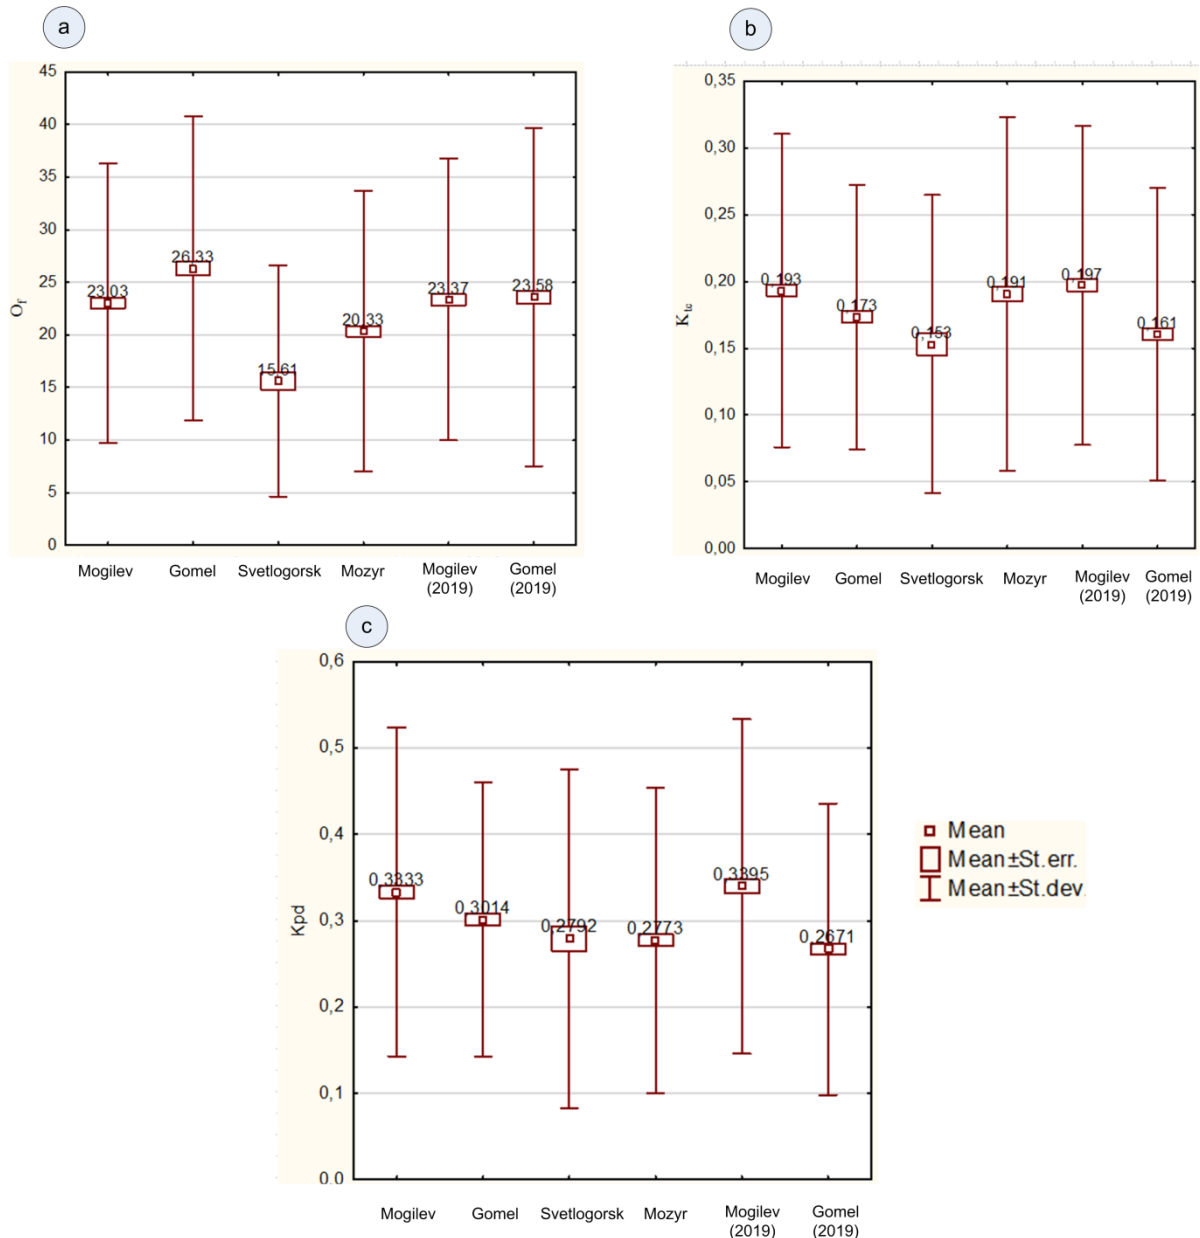 a
45
40
35
30
25
20
15
10
5
0
Of
23,03
26,33
15,61
20,33
23,37
23,58
Mogilev
Gomel
Svetlogorsk
Mozyr
Mogilev
(2019)
Gomel
(2019)
b
0,35
0,30
0,25
0,20
0,15
0,10
0,05
0,00
Ktc
0,193
0,173
0,153
0,191
0,197
0,161
Mogilev
Gomel
Svetlogorsk
Mozyr
Mogilev
(2019)
Gomel
(2019)
c
0,6
0,5
0,4
0,3
0,2
0,1
0,0
Kpd
0,3333
0,3014
0,2792
0,2773
0,3395
0,2671
Mogilev
Gomel
Svetlogorsk
Mozyr
Mogilev
(2019)
Gomel
(2019)
Mean
Mean±St.err.
Mean±St.dev.